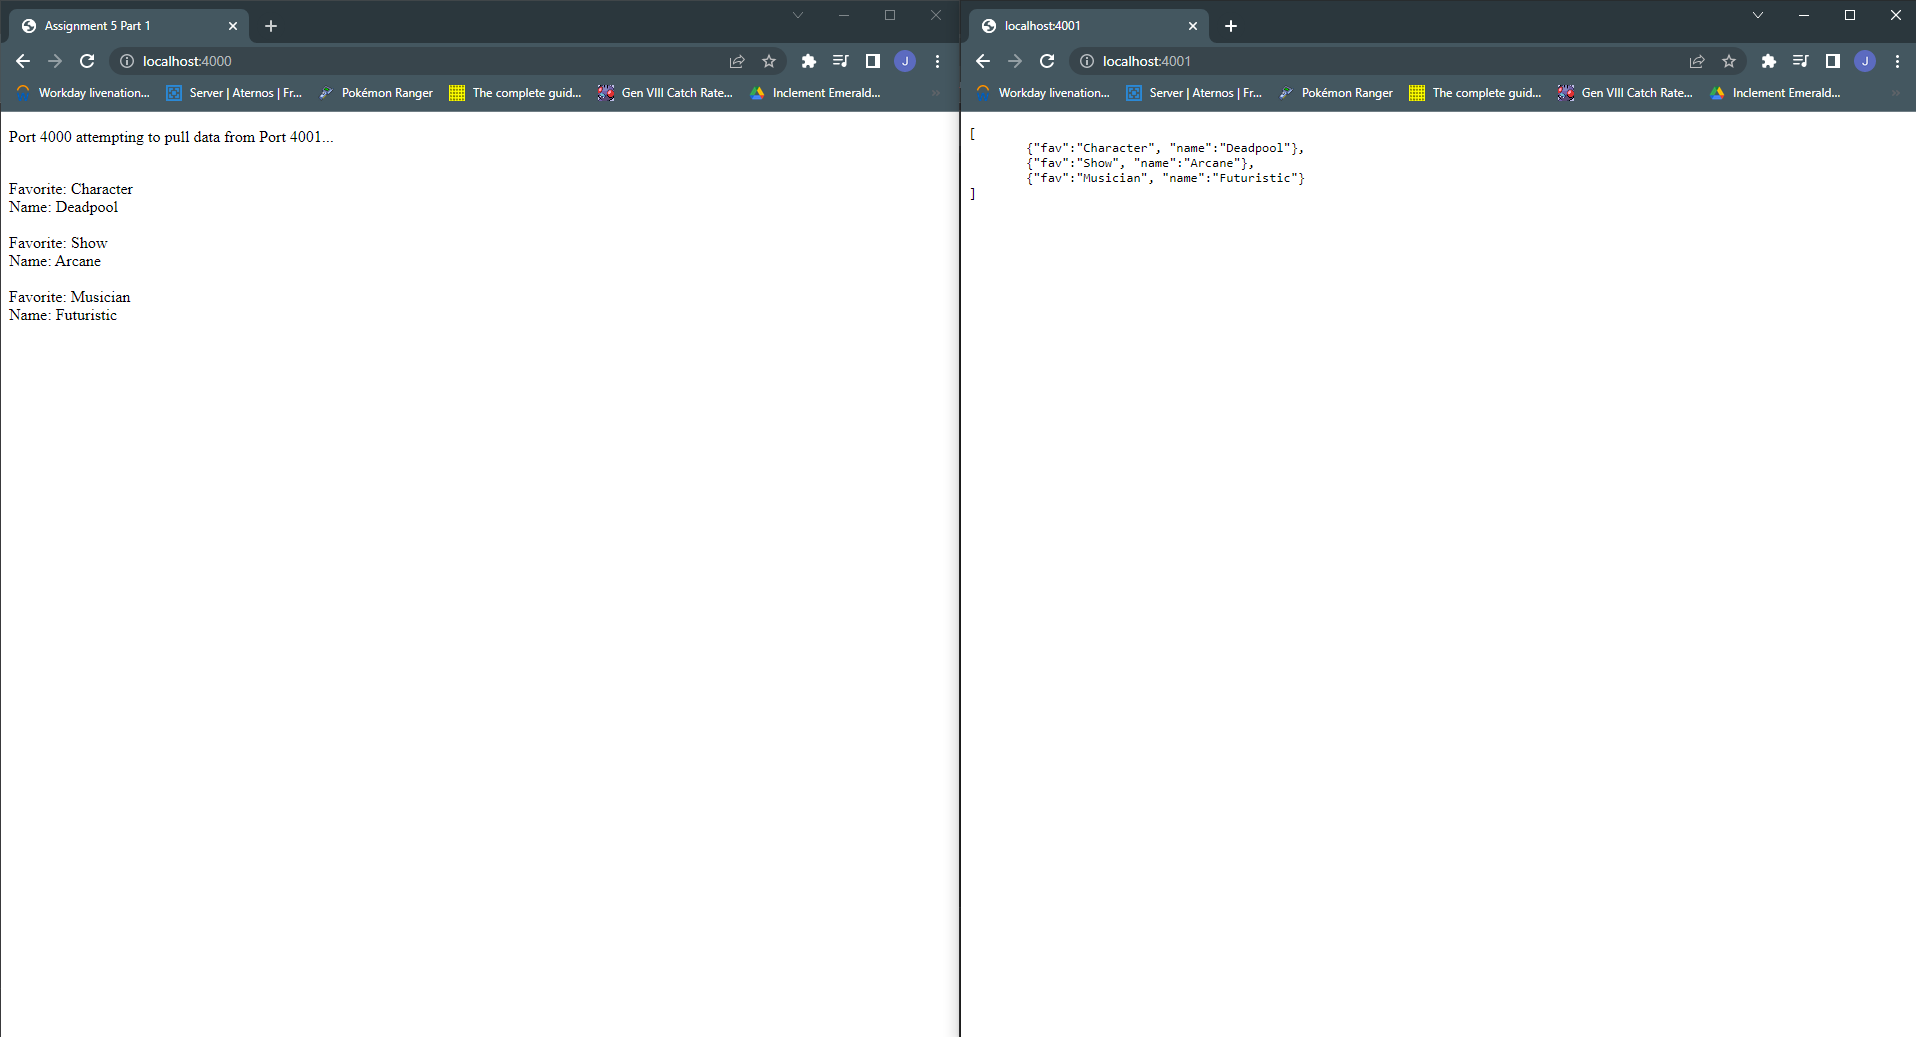 Assignment 5 Part 1
localhost:4000
J
Workday livenation... Server | Aternos | Fr... Pokémon Ranger The complete guid... Gen VIII Catch Rate... Inclement Emerald... »
Port 4000 attempting to pull data from Port 4001...
Favorite: Character
Name: Deadpool
Favorite: Show
Name: Arcane
Favorite: Musician
Name: Futuristic
localhost:4001
localhost:4001
J
Workday livenation... Server | Aternos | Fr... Pokémon Ranger The complete guid... Gen VIII Catch Rate... Inclement Emerald... »
[
{"fav":"Character", "name":"Deadpool"},
{"fav":"Show", "name":"Arcane"},
{"fav":"Musician", "name":"Futuristic"}
]